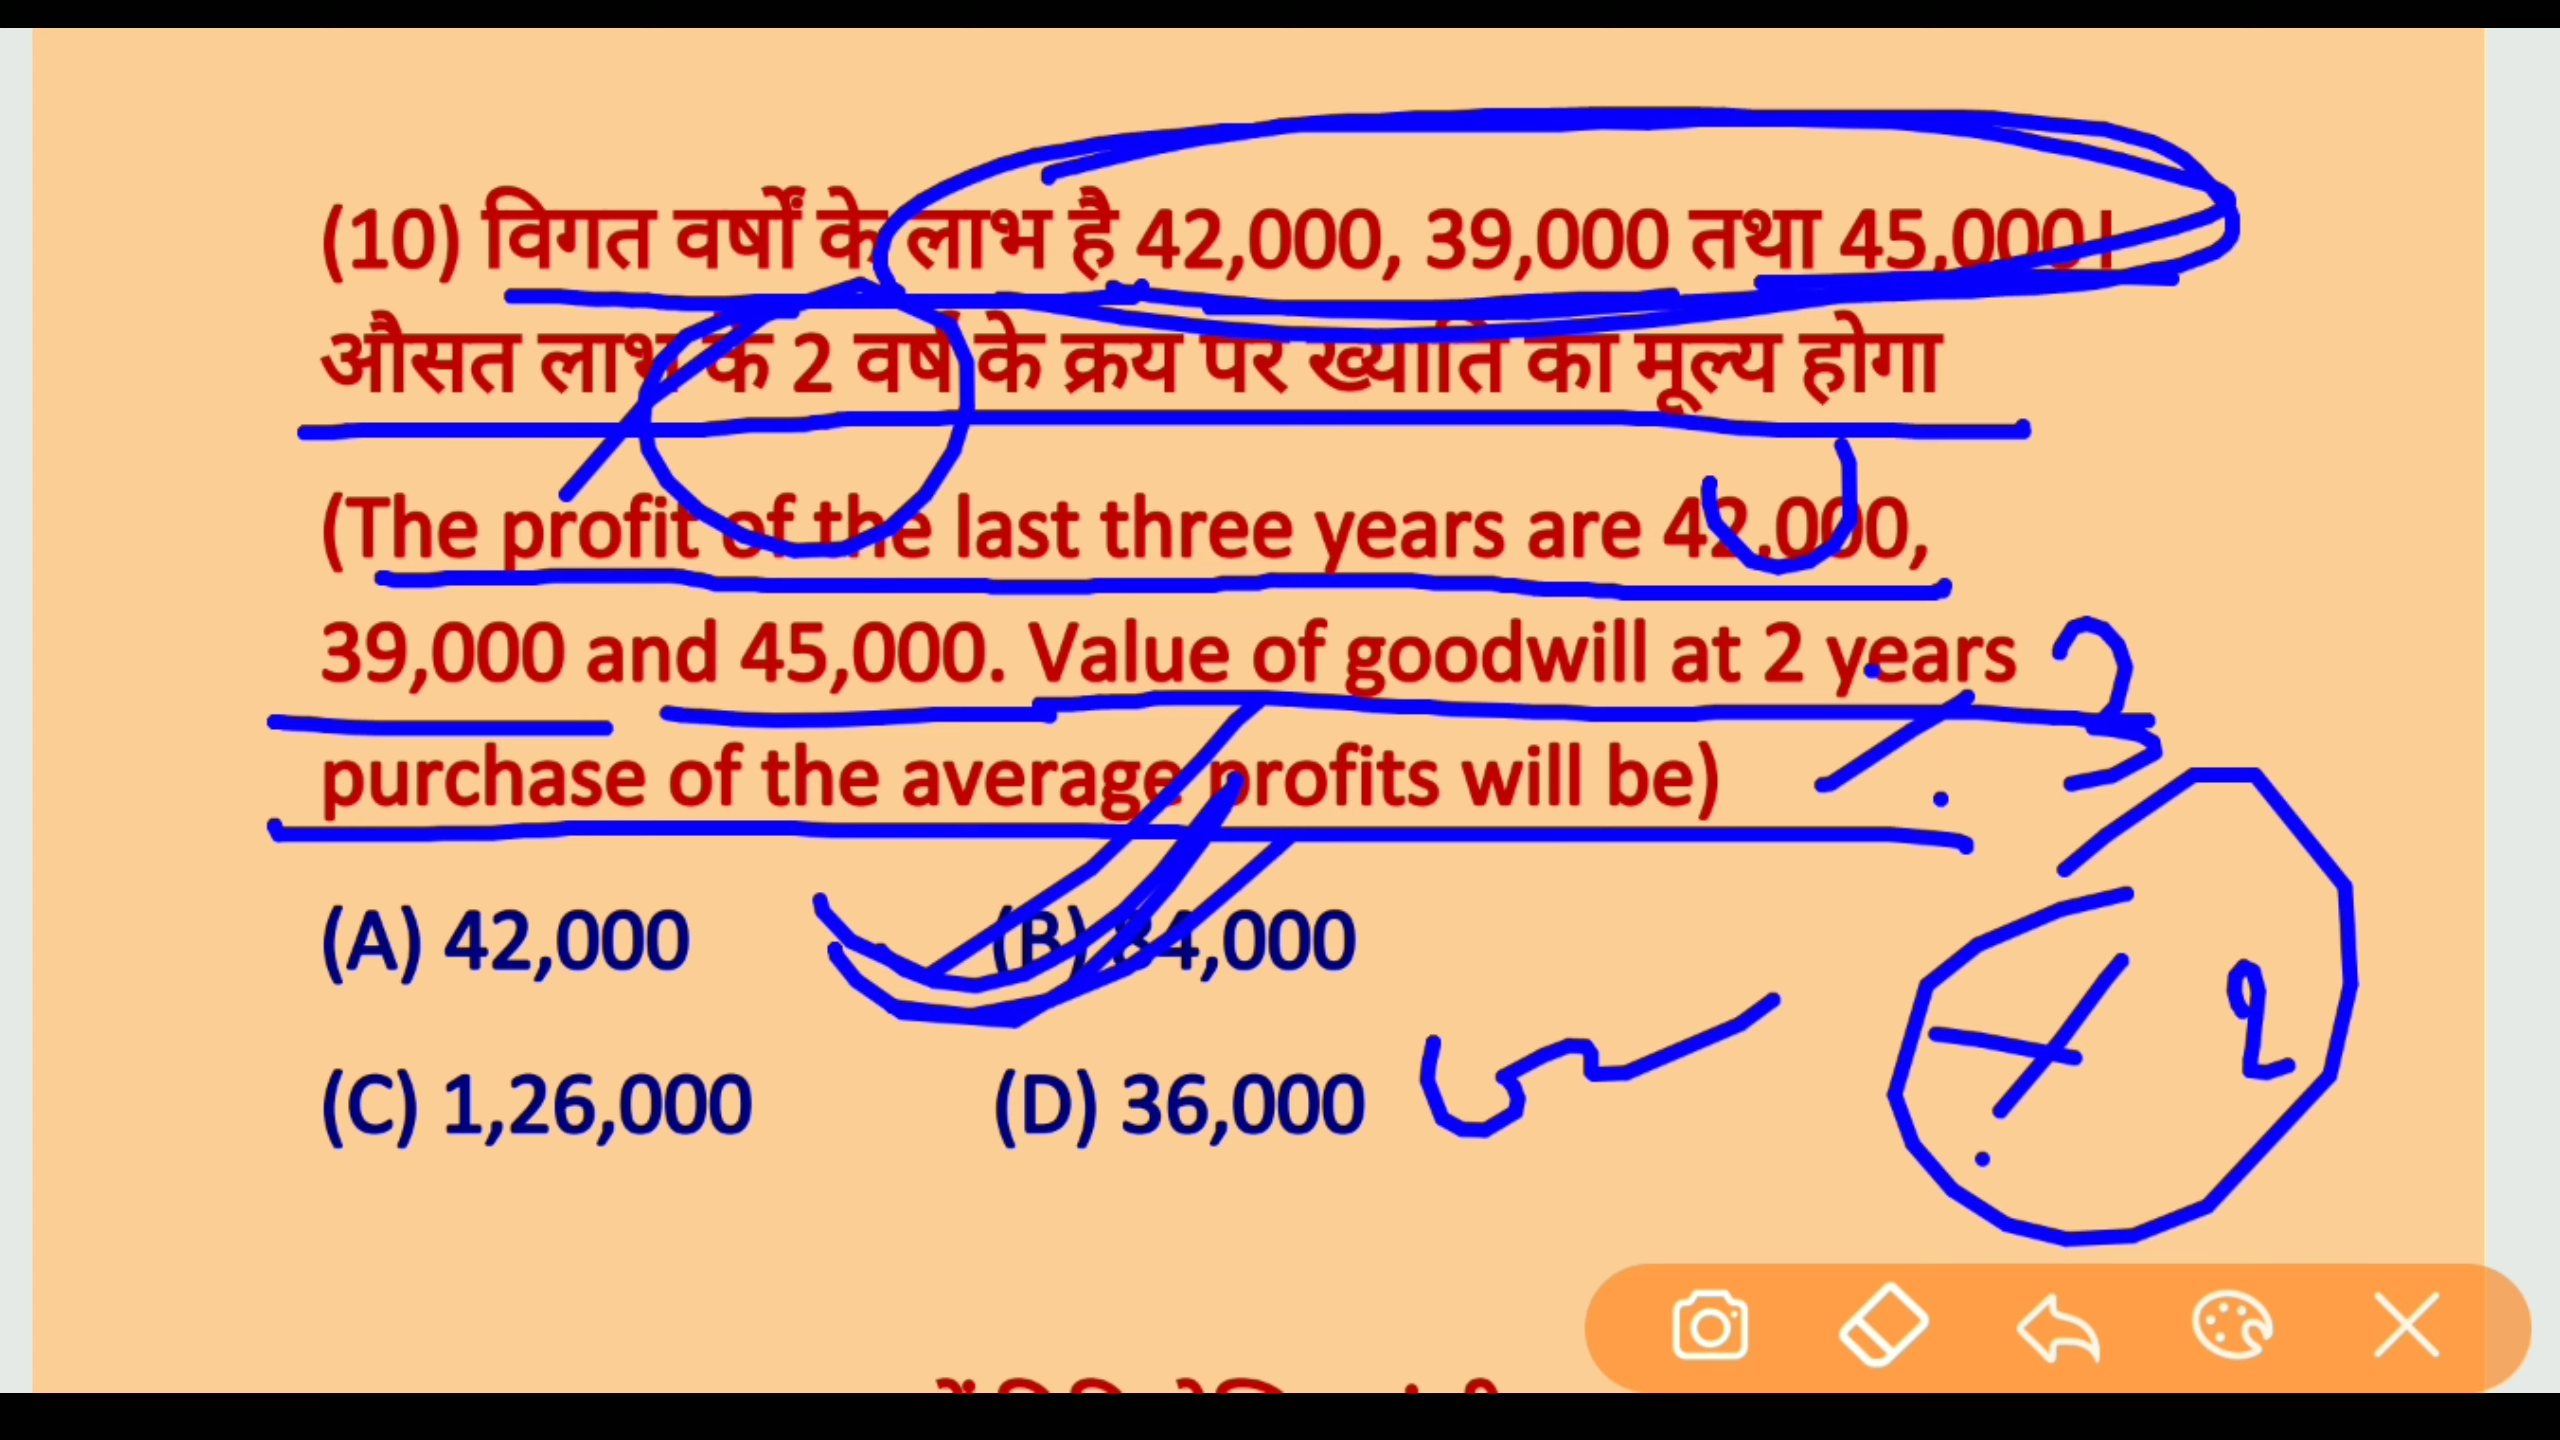 (10) विगत वर्षों के लाभ है 42,000, 39,000 तथा 45,000।
औसत लाभ के 2 वर्ष के क्रय पर ख्याति का मूल्य होगा
(The profit of the last three years are 42,000,
39,000 and 45,000. Value of goodwill at 2 years
purchase of the average profits will be)
(A) 42,000 (B) 84,000
(C) 1,26,000 (D) 36,000